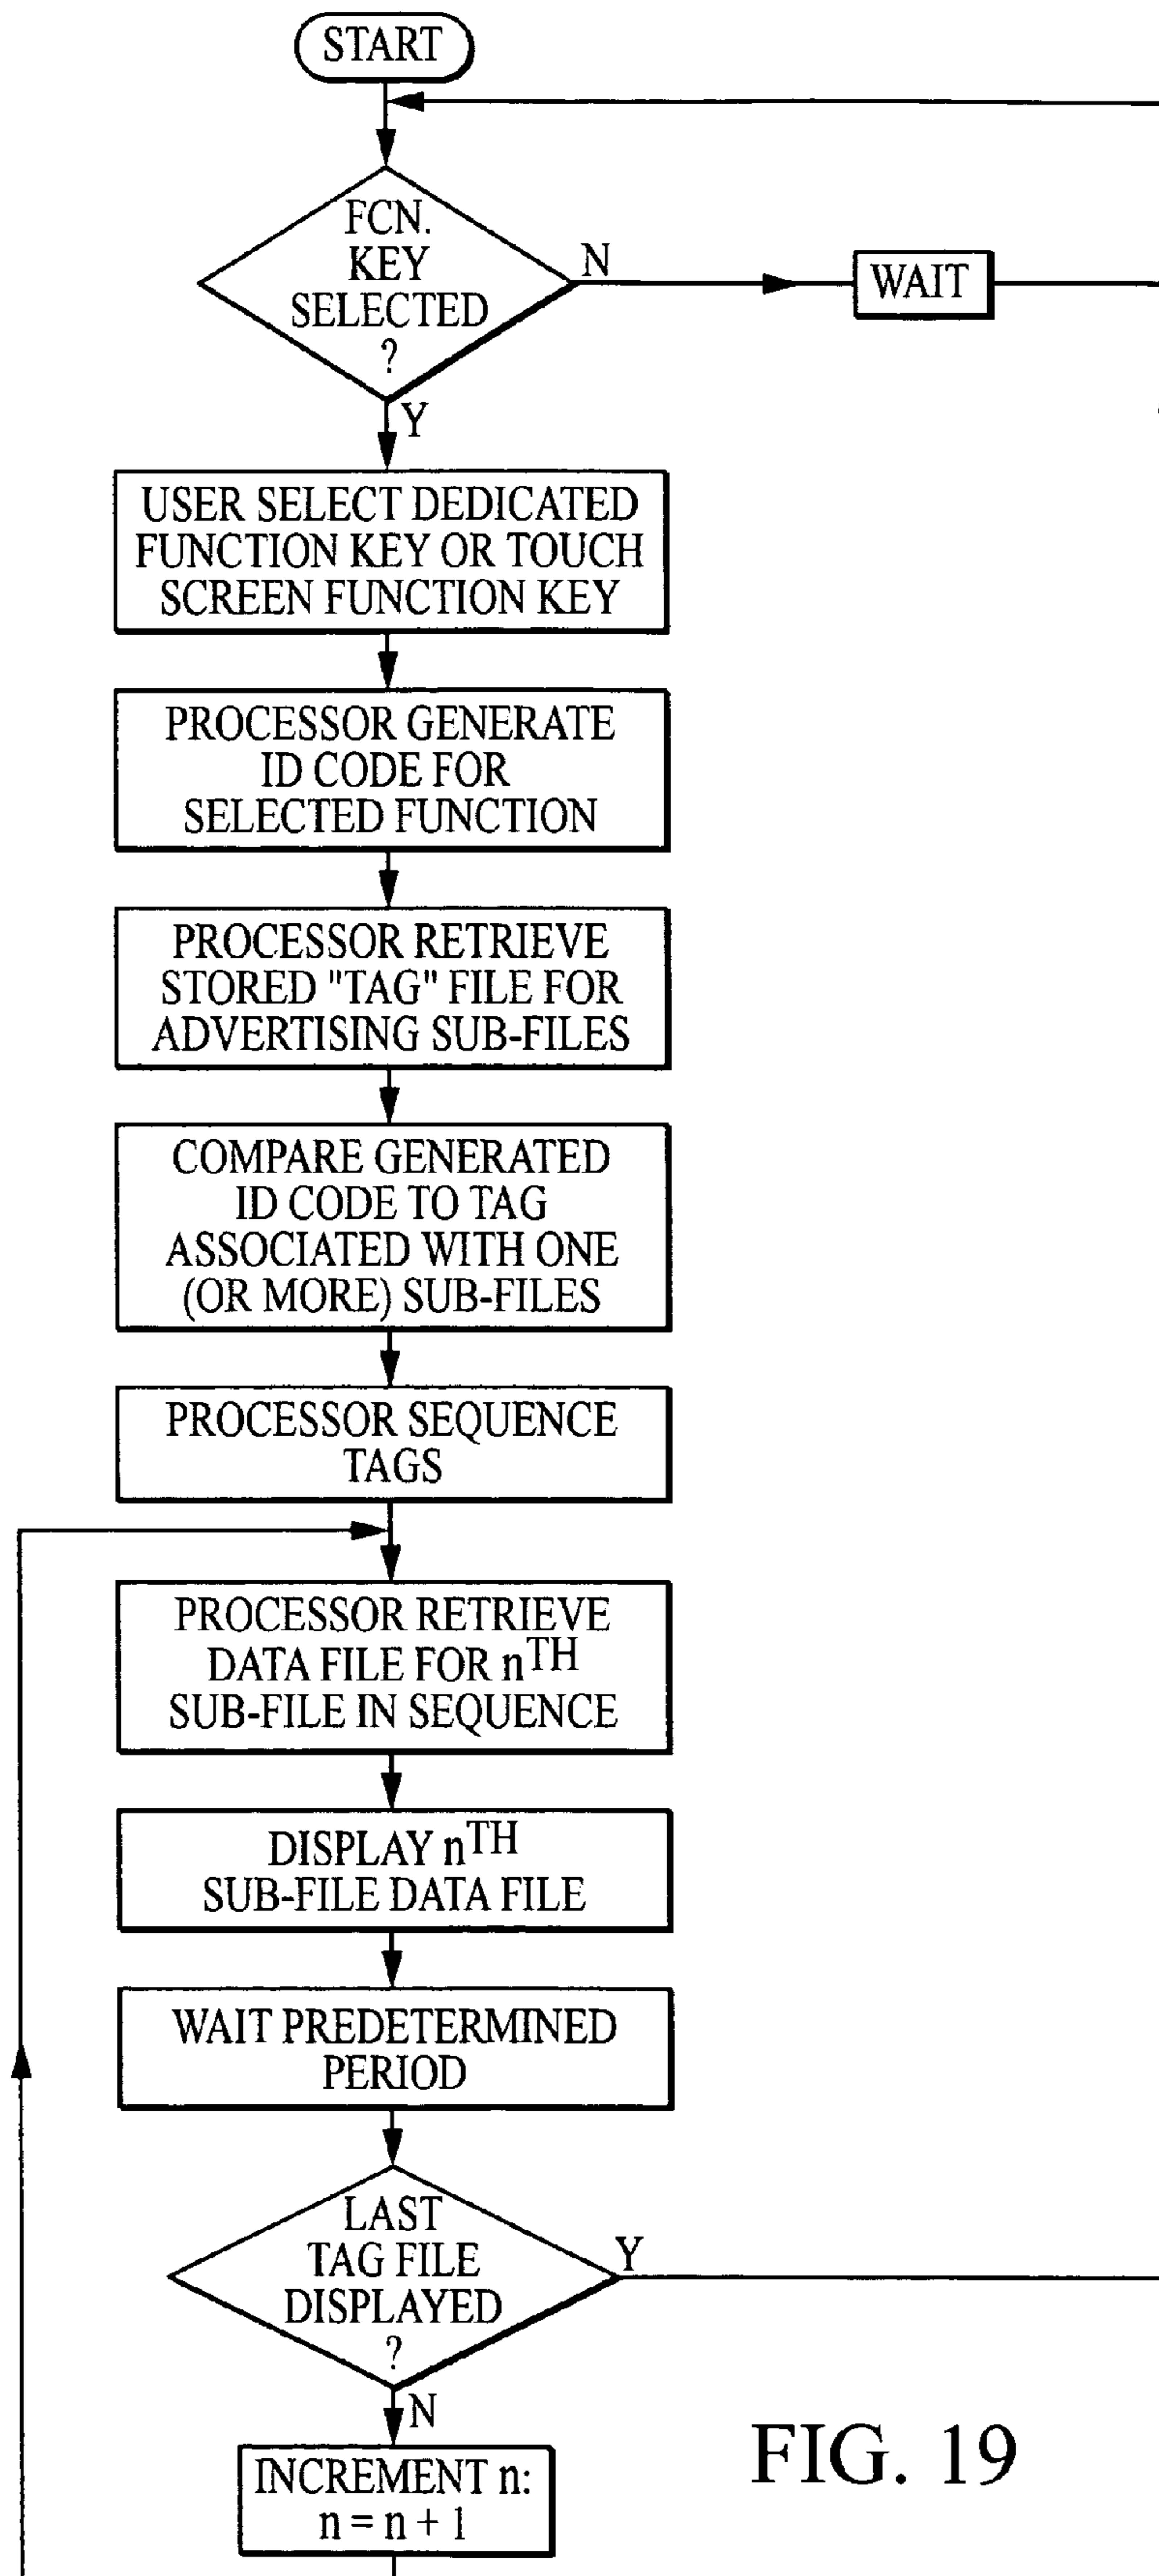 START
FCN.
KEY
SELECTED
?
N
WAIT
Y
USER SELECT DEDICATED
FUNCTION KEY OR TOUCH
SCREEN FUNCTION KEY
PROCESSOR GENERATE
ID CODE FOR
SELECTED FUNCTION
PROCESSOR RETRIEVE
STORED "TAG" FILE FOR
ADVERTISING SUB-FILES
COMPARE GENERATED
ID CODE TO TAG
ASSOCIATED WITH ONE
(OR MORE) SUB-FILES
PROCESSOR SEQUENCE
TAGS
PROCESSOR RETRIEVE
DATA FILE FOR nTH
SUB-FILE IN SEQUENCE
DISPLAY nTH
SUB-FILE DATA FILE
WAIT PREDETERMINED
PERIOD
LAST
TAG FILE
DISPLAYED
?
Y
N
INCREMENT n:
n = n + 1
FIG. 19